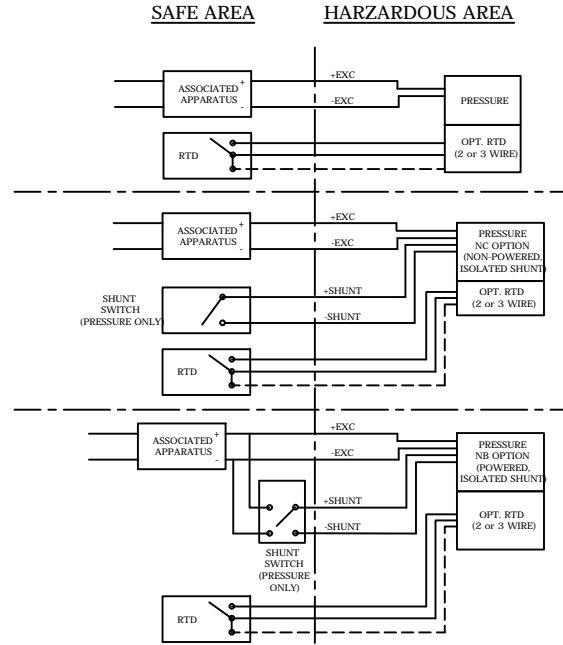 SAFE AREA
HARZARDOUS AREA
ASSOCIATED
APPARATUS
+
-
+EXC
-EXC
PRESSURE
RTD
OPT. RTD
(2 or 3 WIRE)
ASSOCIATED
APPARATUS
+
-
+EXC
-EXC
PRESSURE
NC OPTION
(NON-POWERED,
ISOLATED SHUNT)
SHUNT
SWITCH
(PRESSURE ONLY)
+SHUNT
-SHUNT
OPT. RTD
(2 or 3 WIRE)
RTD
ASSOCIATED
APPARATUS
+
-
+EXC
-EXC
PRESSURE
NB OPTION
(POWERED,
ISOLATED SHUNT)
+SHUNT
-SHUNT
SHUNT
SWITCH
(PRESSURE
ONLY)
OPT. RTD
(2 or 3 WIRE)
RTD